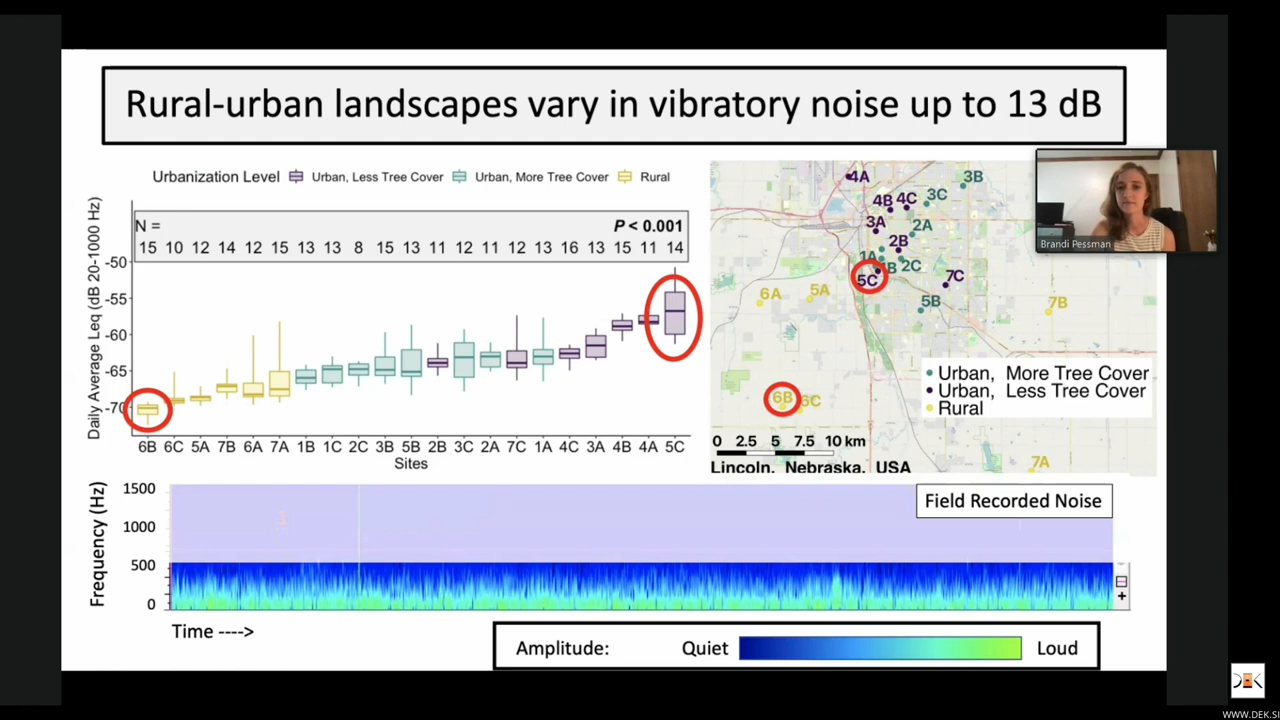 Rural-urban landscapes vary in vibratory noise up to 13 dB
Urbanization Level Urban, Less Tree Cover Urban, More Tree Cover Rural
Daily Average Leq (dB 20-1000 Hz)
N = P < 0.001
15 10 12 14 12 15 13 13 8 15 13 11 12 11 12 13 16 13 15 11 14
-50
-55
-60
-65
-70
6B 6C 5A 7B 6A 7A 1B 1C 2C 3B 5B 2B 3C 2A 7C 1A 4C 3A 4B 4A 5C
Sites
4A
3B
4B 4C 3C
3A 2A
2B
1A
1B 2C
5C 7C
6A 5A
5B 7B
6B 6C
7A
Urban, More Tree Cover
Urban, Less Tree Cover
Rural
0 2.5 5 7.5 10 km
Lincoln, Nebraska, USA
Brandi Pessman
Frequency (Hz)
1500
1000
500
0
Field Recorded Noise
+
Time ---->
Amplitude: Quiet Loud
DEK
WWW.DEK.SI